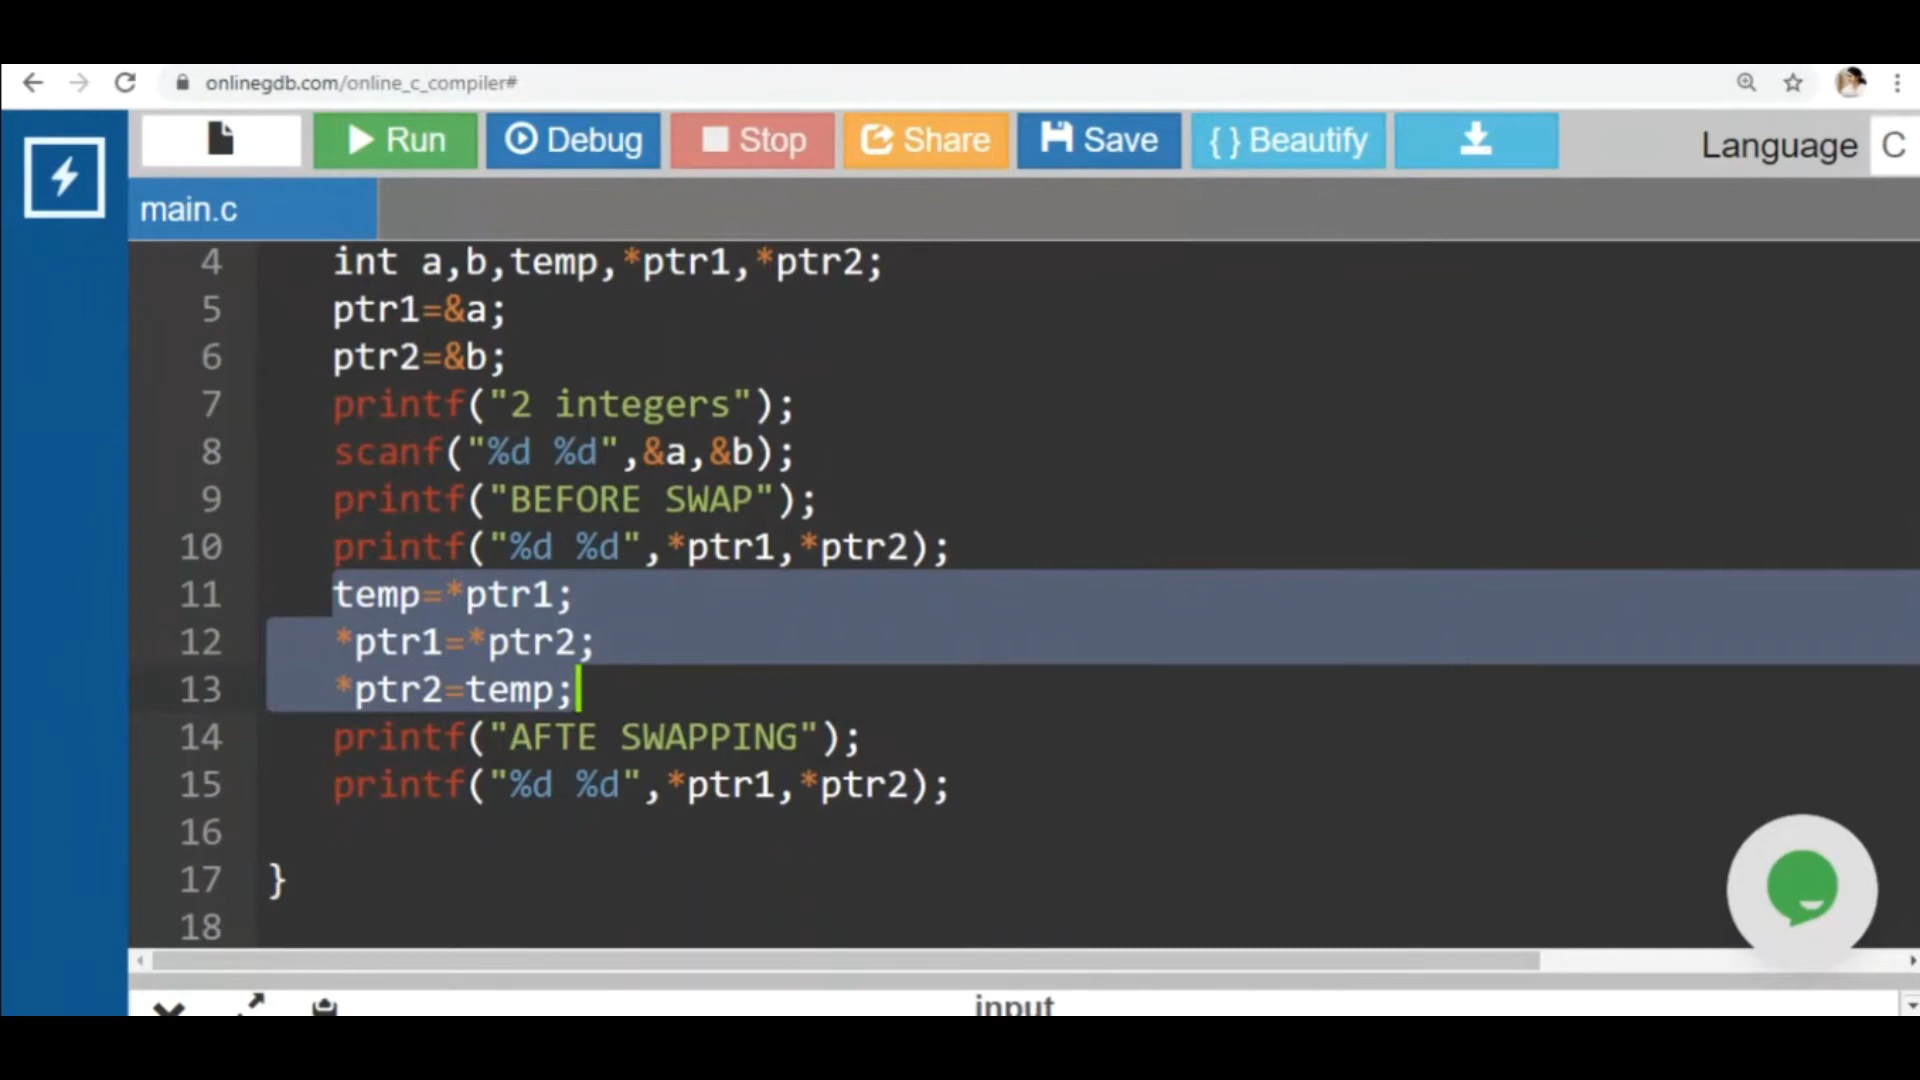 onlinegdb.com/online_c_compiler#
Run
Debug
Stop
Share
Save
{ } Beautify
Language C
main.c
4 int a,b,temp,*ptr1,*ptr2;
5 ptr1=&a;
6 ptr2=&b;
7 printf("2 integers");
8 scanf("%d %d",&a,&b);
9 printf("BEFORE SWAP");
10 printf("%d %d",*ptr1,*ptr2);
11 temp=*ptr1;
12 *ptr1=*ptr2;
13 *ptr2=temp;
14 printf("AFTE SWAPPING");
15 printf("%d %d",*ptr1,*ptr2);
16
17 }
18
input